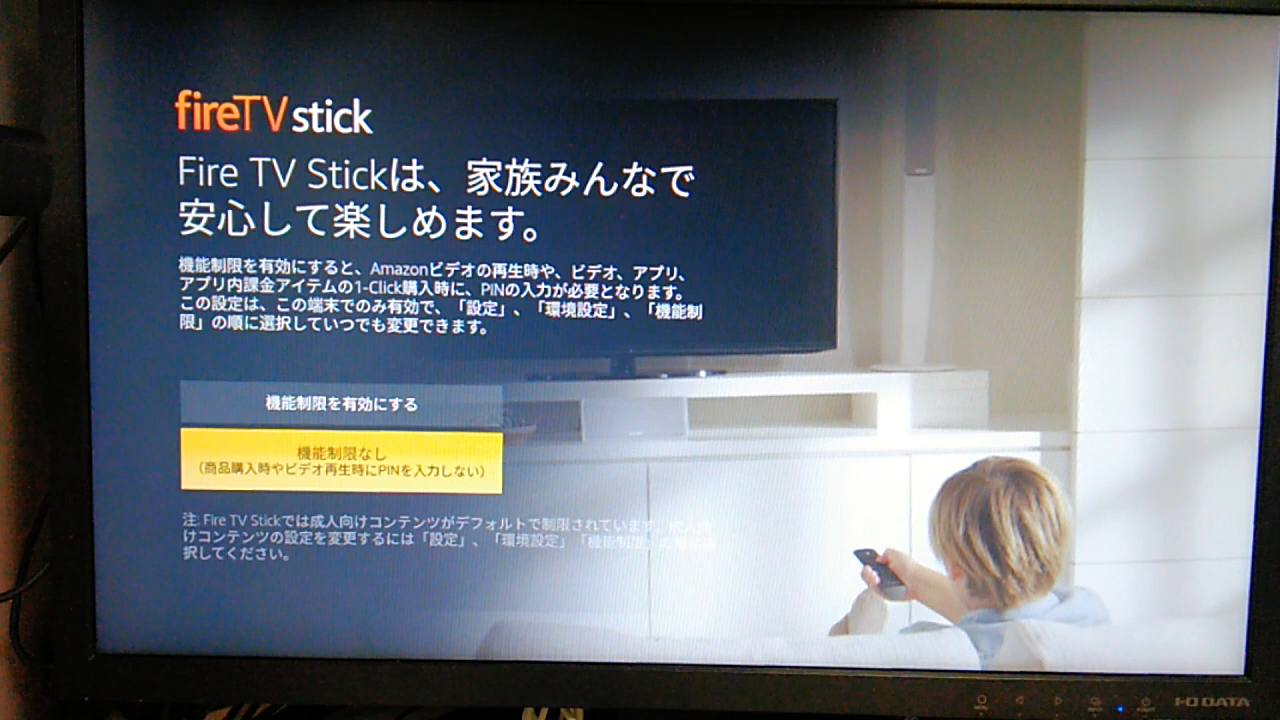 fireTV stick
Fire TV Stickは、家族みんなで
安心して楽しめます。
機能制限を有効にすると、Amazonビデオの再生時や、ビデオ、アプリ、
アプリ内課金アイテムの1-Click購入時に、PINの入力が必要となります。
この設定は、この端末でのみ有効で、「設定」、「環境設定」、「機能制
限」の順に選択していつでも変更できます。
機能制限を有効にする
機能制限なし
（商品購入時やビデオ再生時にPINを入力しない）
注: Fire TV Stickでは成人向けコンテンツがデフォルトで制限されています。成人向
けコンテンツの設定を変更するには「設定」、「環境設定」「機能制限」
択してください。
I-O DATA